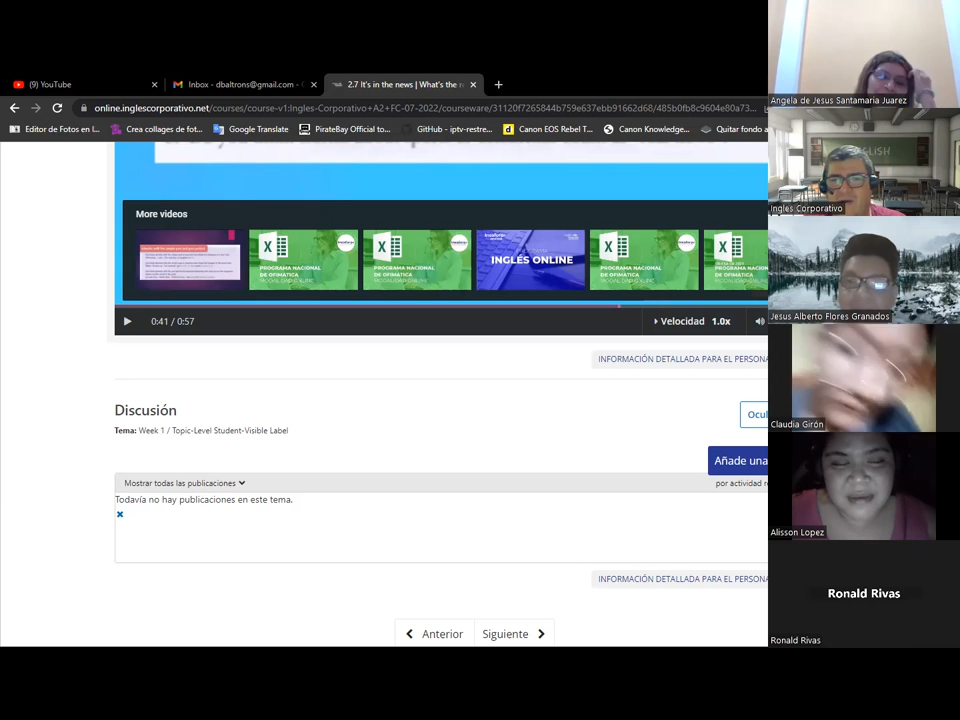 (9) YouTube
Inbox - dbaltrons@gmail.com -
2.7 It's in the news | What's the
online.inglescorporativo.net/courses/course-v1:Ingles-Corporativo+A2+FC-07-2022/courseware/31120f7265844b759e637ebb91662d68/485b0fb8c9604e80a73...
Editor de Fotos en l...
Crea collages de fot...
Google Translate
PirateBay Official to...
GitHub - iptv-restre...
Canon EOS Rebel T...
Canon Knowledge...
Quitar fondo a
More videos
PROGRAMA NACIONAL
DE OFIMÁTICA
PROGRAMA NACIONAL
DE OFIMÁTICA
INGLÉS ONLINE
PROGRAMA NACIONAL
DE OFIMÁTICA
PROGRAMA NACIONAL
DE OFIMÁTICA
0:41 / 0:57
Velocidad 1.0x
INFORMACIÓN DETALLADA PARA EL PERSONA
Discusión
Ocul
Tema: Week 1 / Topic-Level Student-Visible Label
Añade una
Mostrar todas las publicaciones
por actividad re
Todavía no hay publicaciones en este tema.
INFORMACIÓN DETALLADA PARA EL PERSONA
Anterior
Siguiente
Angela de Jesus Santamaria Juarez
Ingles Corporativo
Jesus Alberto Flores Granados
Claudia Girón
Alisson Lopez
Ronald Rivas
Ronald Rivas